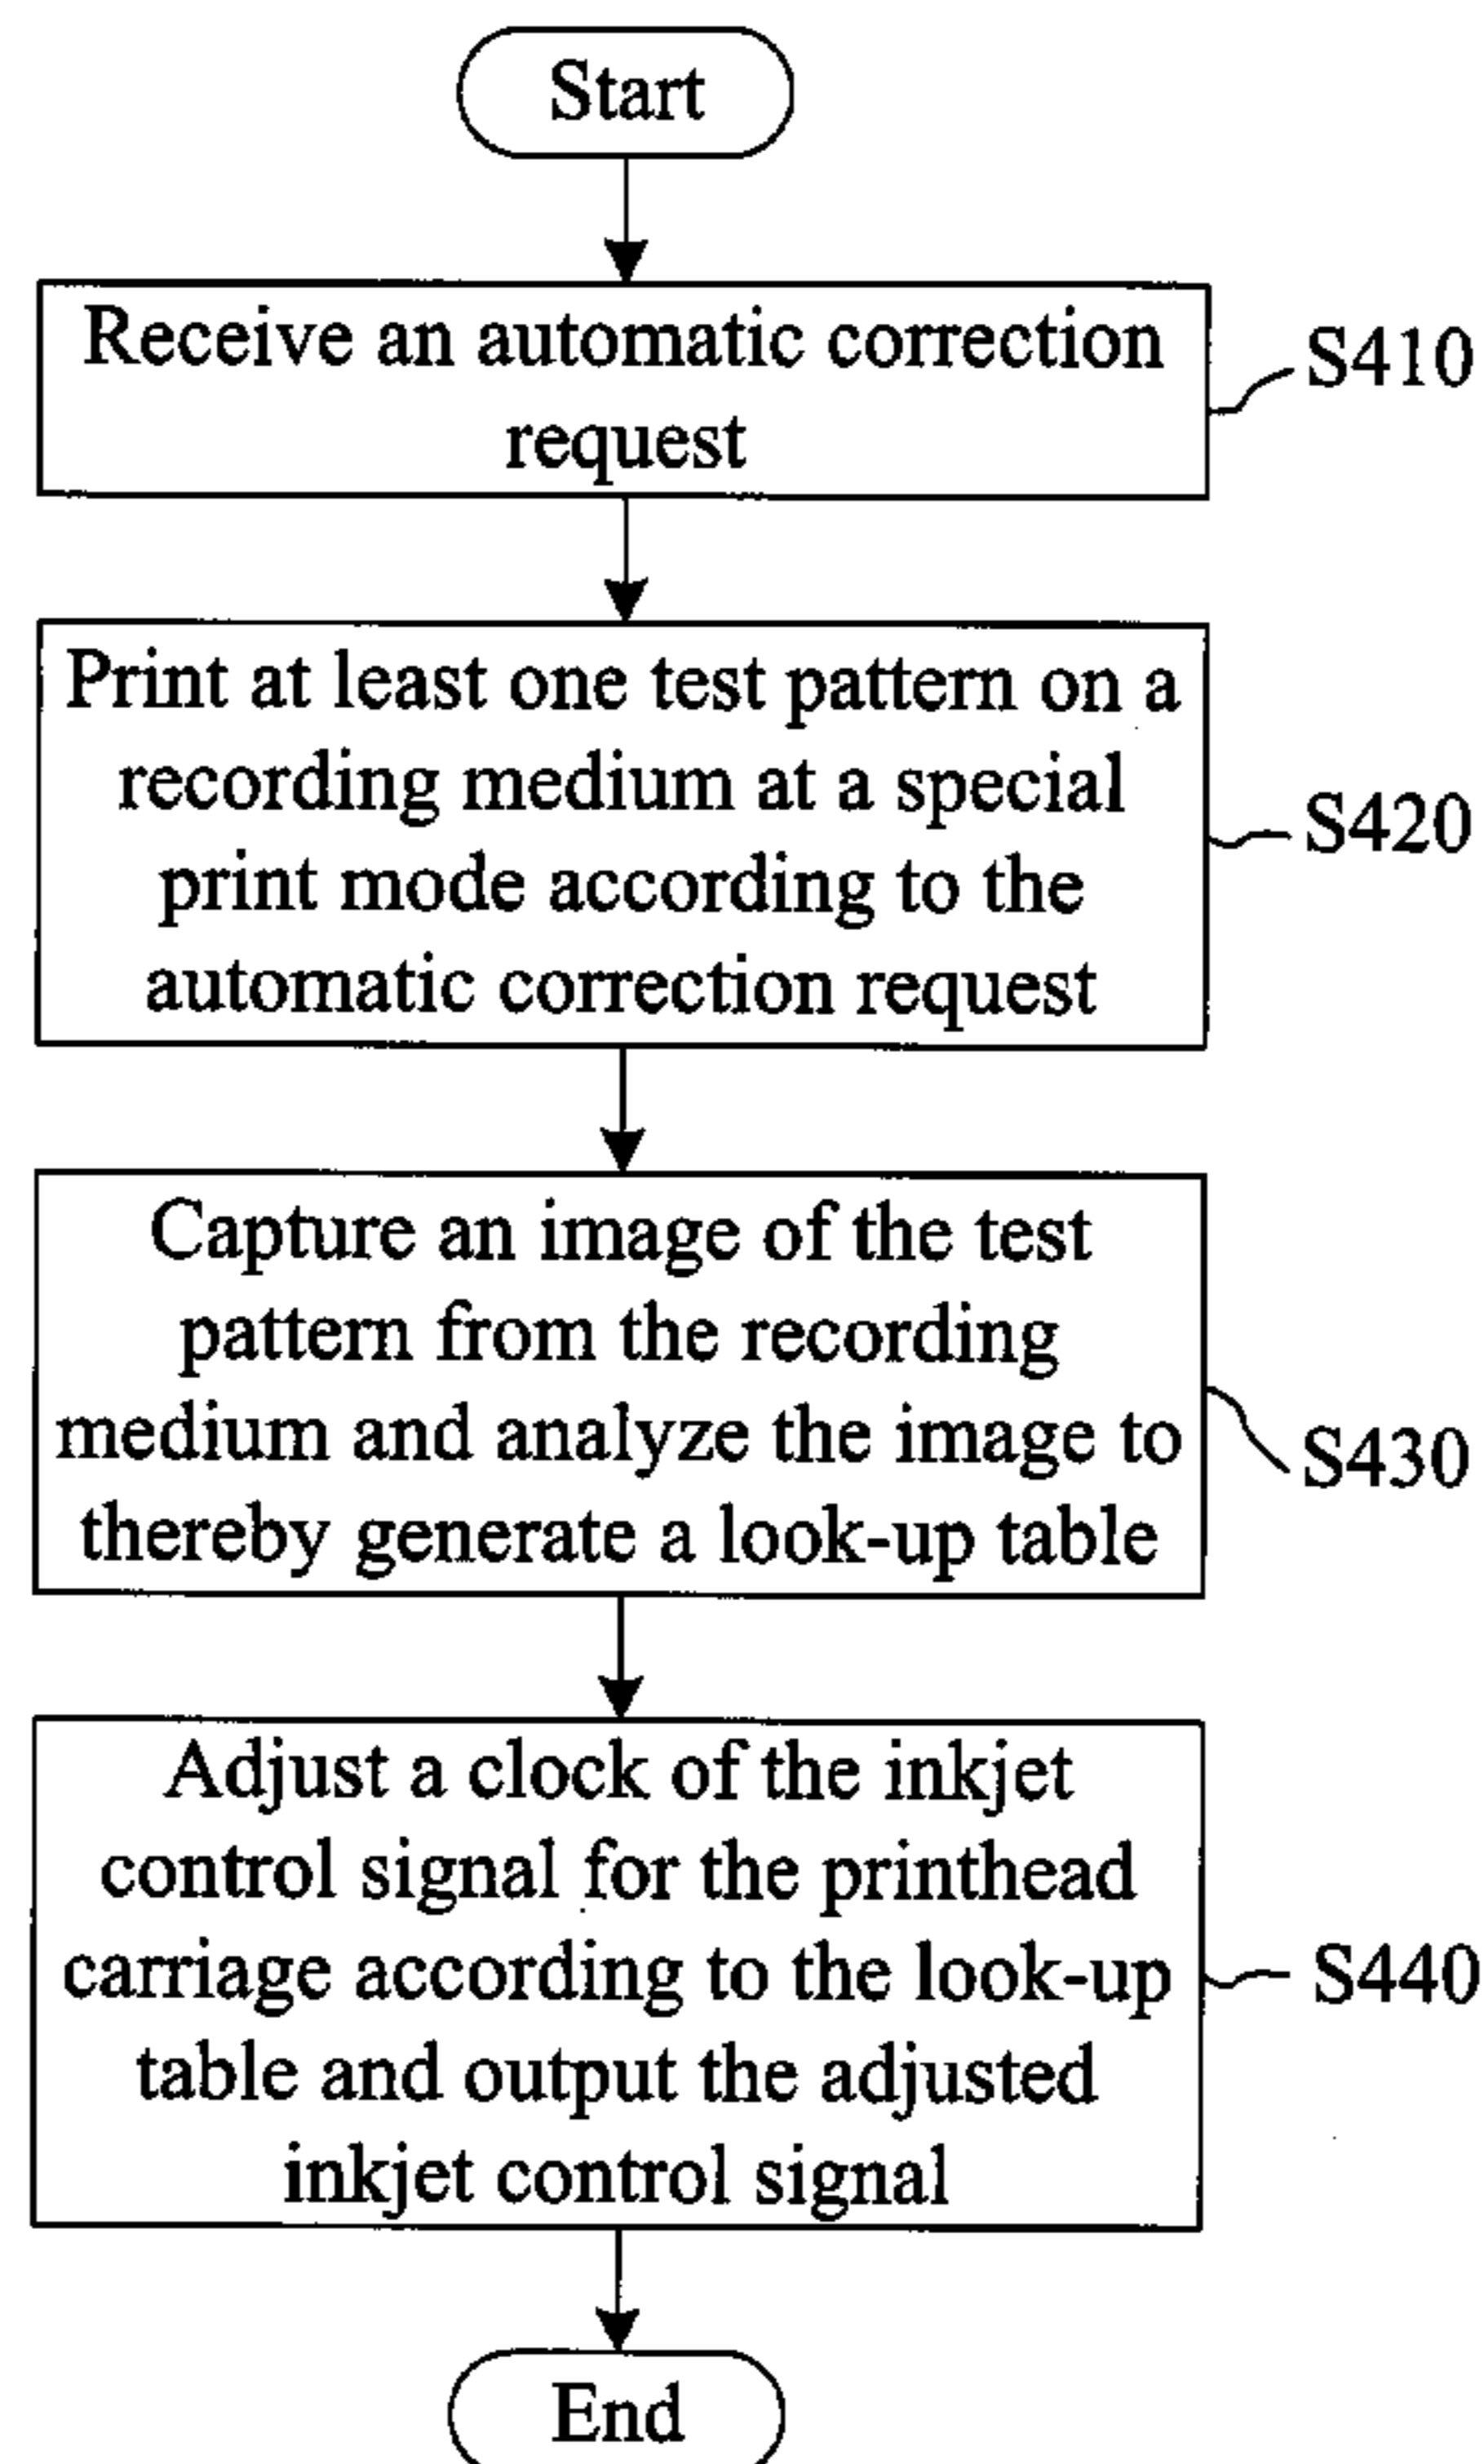 Start
Receive an automatic correction
request
S410
Print at least one test pattern on a
recording medium at a special
print mode according to the
automatic correction request
S420
Capture an image of the test
pattern from the recording
medium and analyze the image to
thereby generate a look-up table
S430
Adjust a clock of the inkjet
control signal for the printhead
carriage according to the look-up
table and output the adjusted
inkjet control signal
S440
End